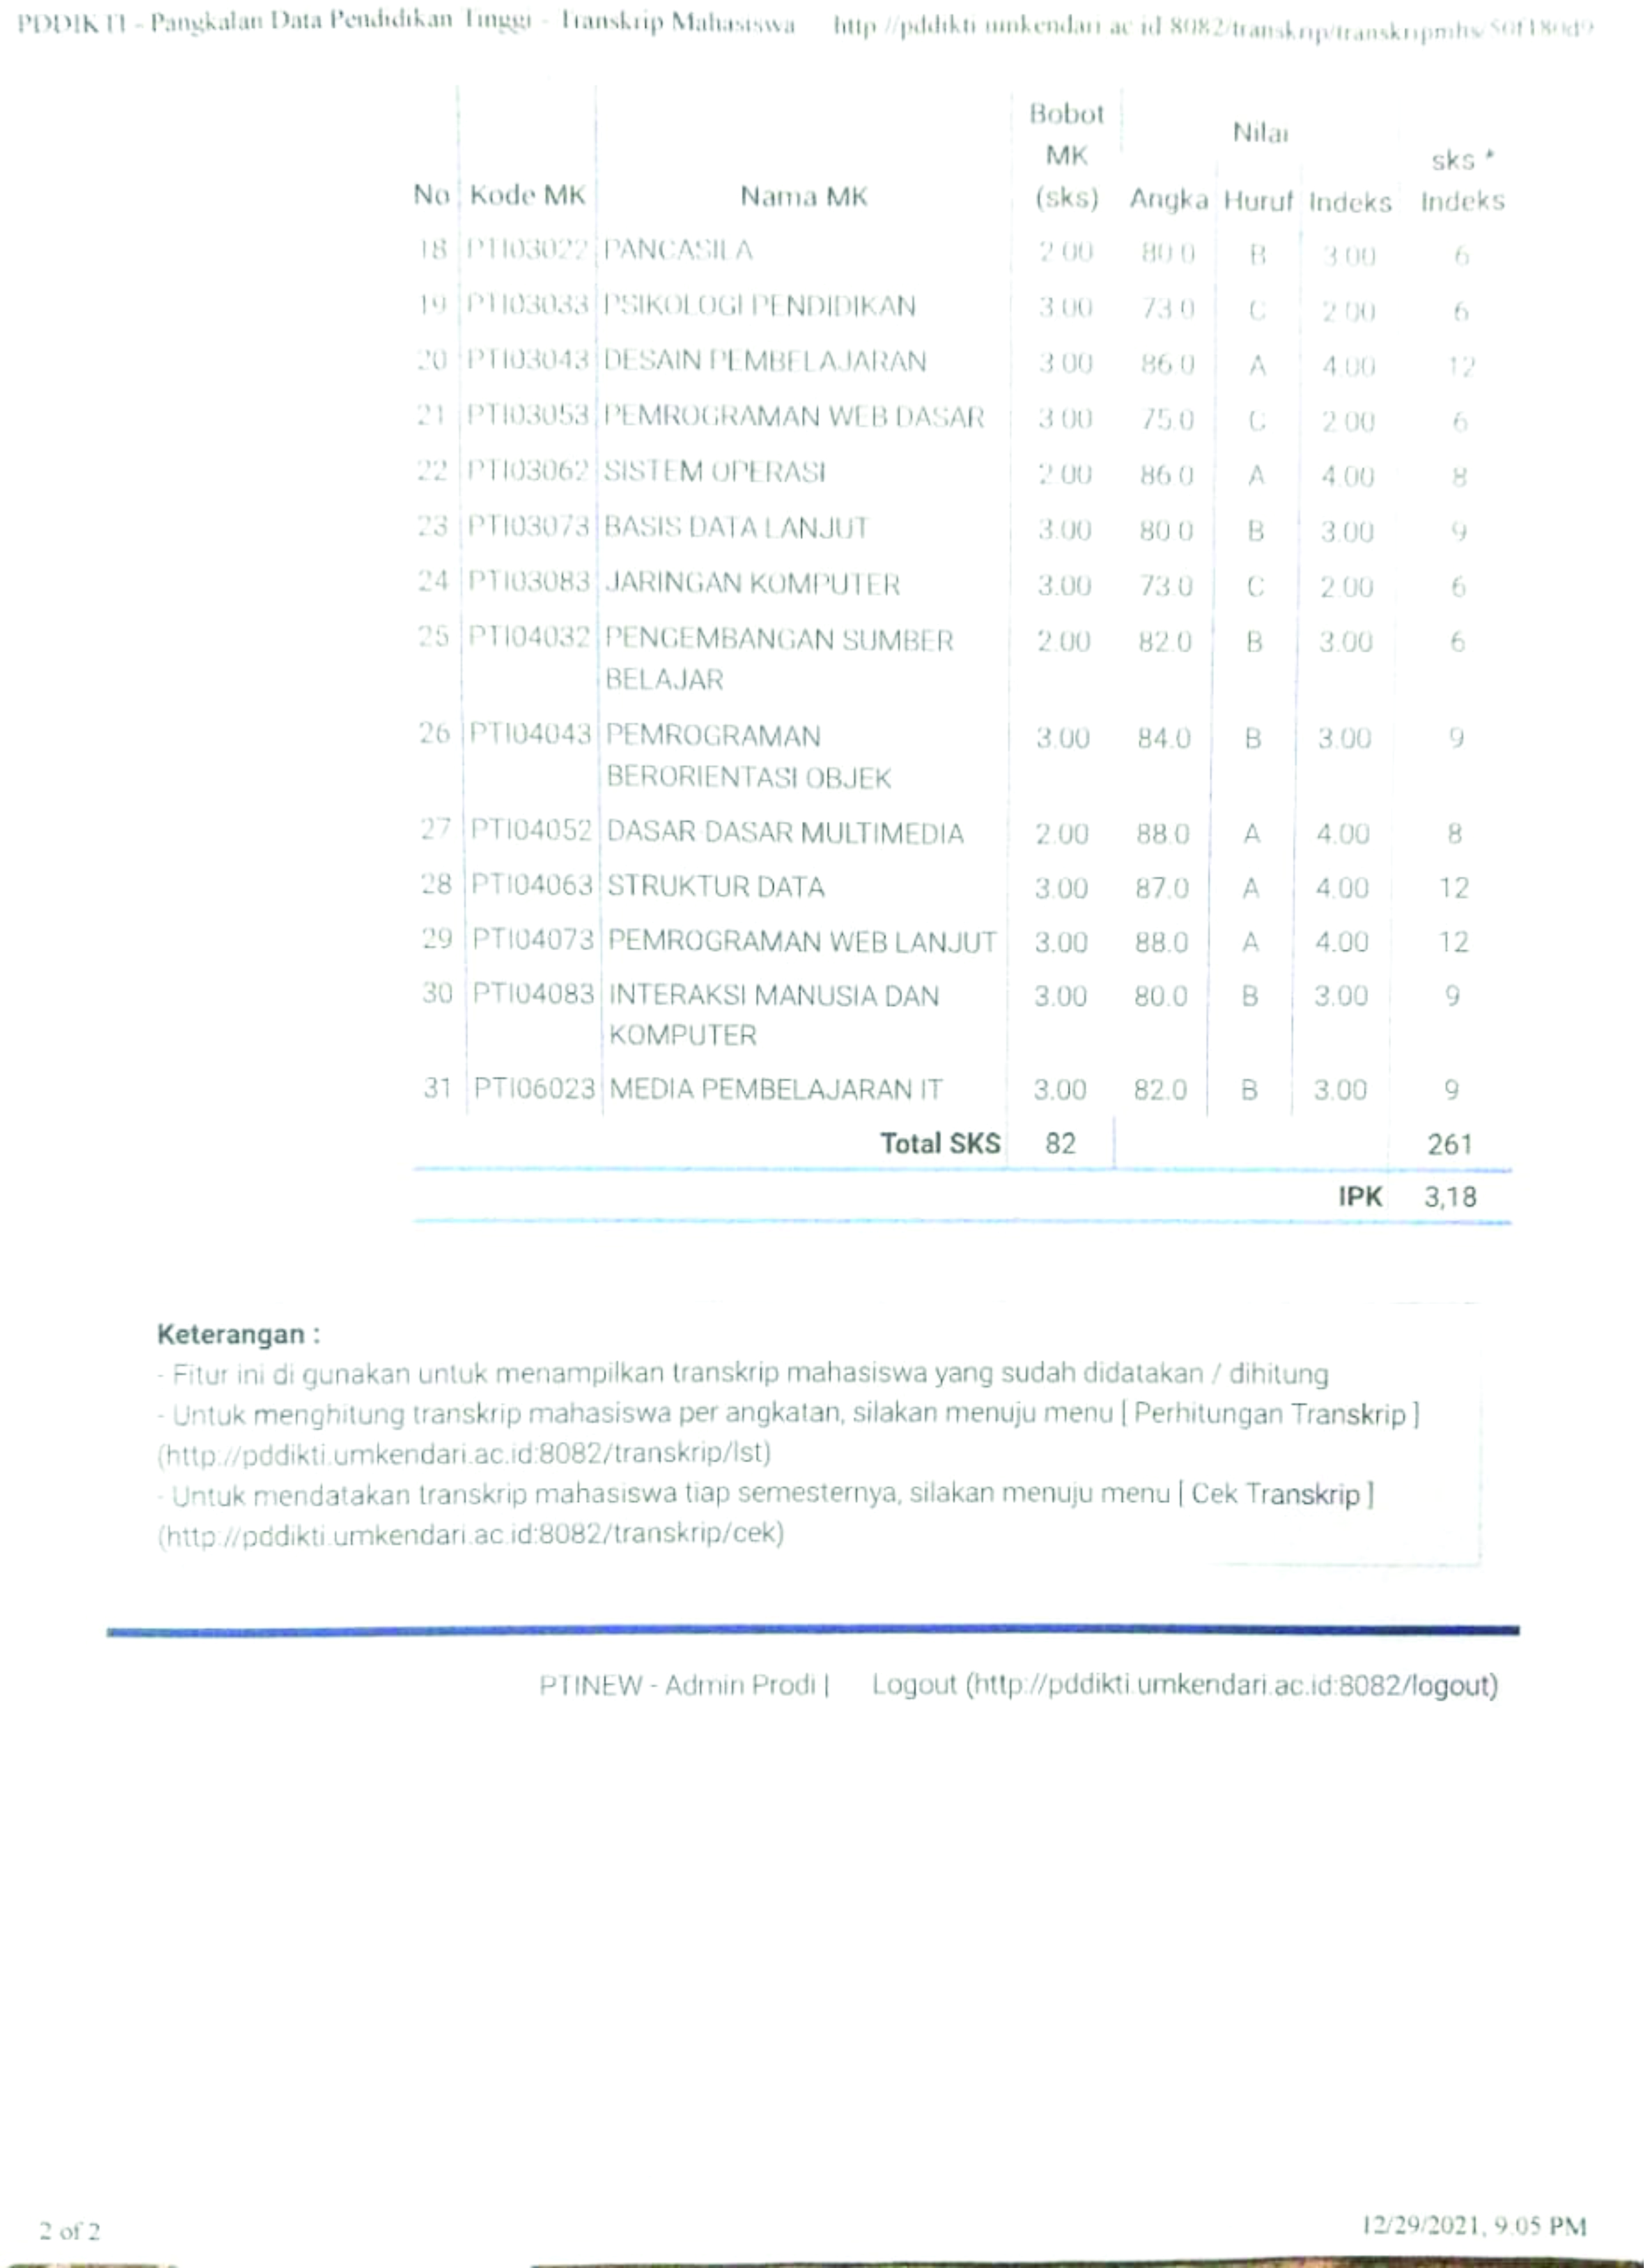 PDDIKTI - Pangkalan Data Pendidikan Tinggi - Transkrip Mahasiswa http://pddikti.umkendari.ac.id:8082/transkrip/transkripmhs/
No Kode MK Nama MK Bobot MK (sks) Nilai Angka Huruf Indeks sks * Indeks
18 PTI03022 PANCASILA 2.00 80.0 B 3.00 6
19 PTI03033 PSIKOLOGI PENDIDIKAN 3.00 73.0 C 2.00 6
20 PTI03043 DESAIN PEMBELAJARAN 3.00 86.0 A 4.00 12
21 PTI03053 PEMROGRAMAN WEB DASAR 3.00 75.0 C 2.00 6
22 PTI03062 SISTEM OPERASI 2.00 86.0 A 4.00 8
23 PTI03073 BASIS DATA LANJUT 3.00 80.0 B 3.00 9
24 PTI03083 JARINGAN KOMPUTER 3.00 73.0 C 2.00 6
25 PTI04032 PENGEMBANGAN SUMBER 2.00 82.0 B 3.00 6
BELAJAR
26 PTI04043 PEMROGRAMAN 3.00 84.0 B 3.00 9
BERORIENTASI OBJEK
27 PTI04052 DASAR-DASAR MULTIMEDIA 2.00 88.0 A 4.00 8
28 PTI04063 STRUKTUR DATA 3.00 87.0 A 4.00 12
29 PTI04073 PEMROGRAMAN WEB LANJUT 3.00 88.0 A 4.00 12
30 PTI04083 INTERAKSI MANUSIA DAN 3.00 80.0 B 3.00 9
KOMPUTER
31 PTI06023 MEDIA PEMBELAJARAN IT 3.00 82.0 B 3.00 9
Total SKS 82 261
IPK 3,18
Keterangan :
- Fitur ini di gunakan untuk menampilkan transkrip mahasiswa yang sudah didatakan / dihitung
- Untuk menghitung transkrip mahasiswa per angkatan, silakan menuju menu [ Perhitungan Transkrip ]
(http://pddikti.umkendari.ac.id:8082/transkrip/lst)
- Untuk mendatakan transkrip mahasiswa tiap semesternya, silakan menuju menu [ Cek Transkrip ]
(http://pddikti.umkendari.ac.id:8082/transkrip/cek)
PTINEW - Admin Prodi | Logout (http://pddikti.umkendari.ac.id:8082/logout)
2 of 2
12/29/2021, 9:05 PM